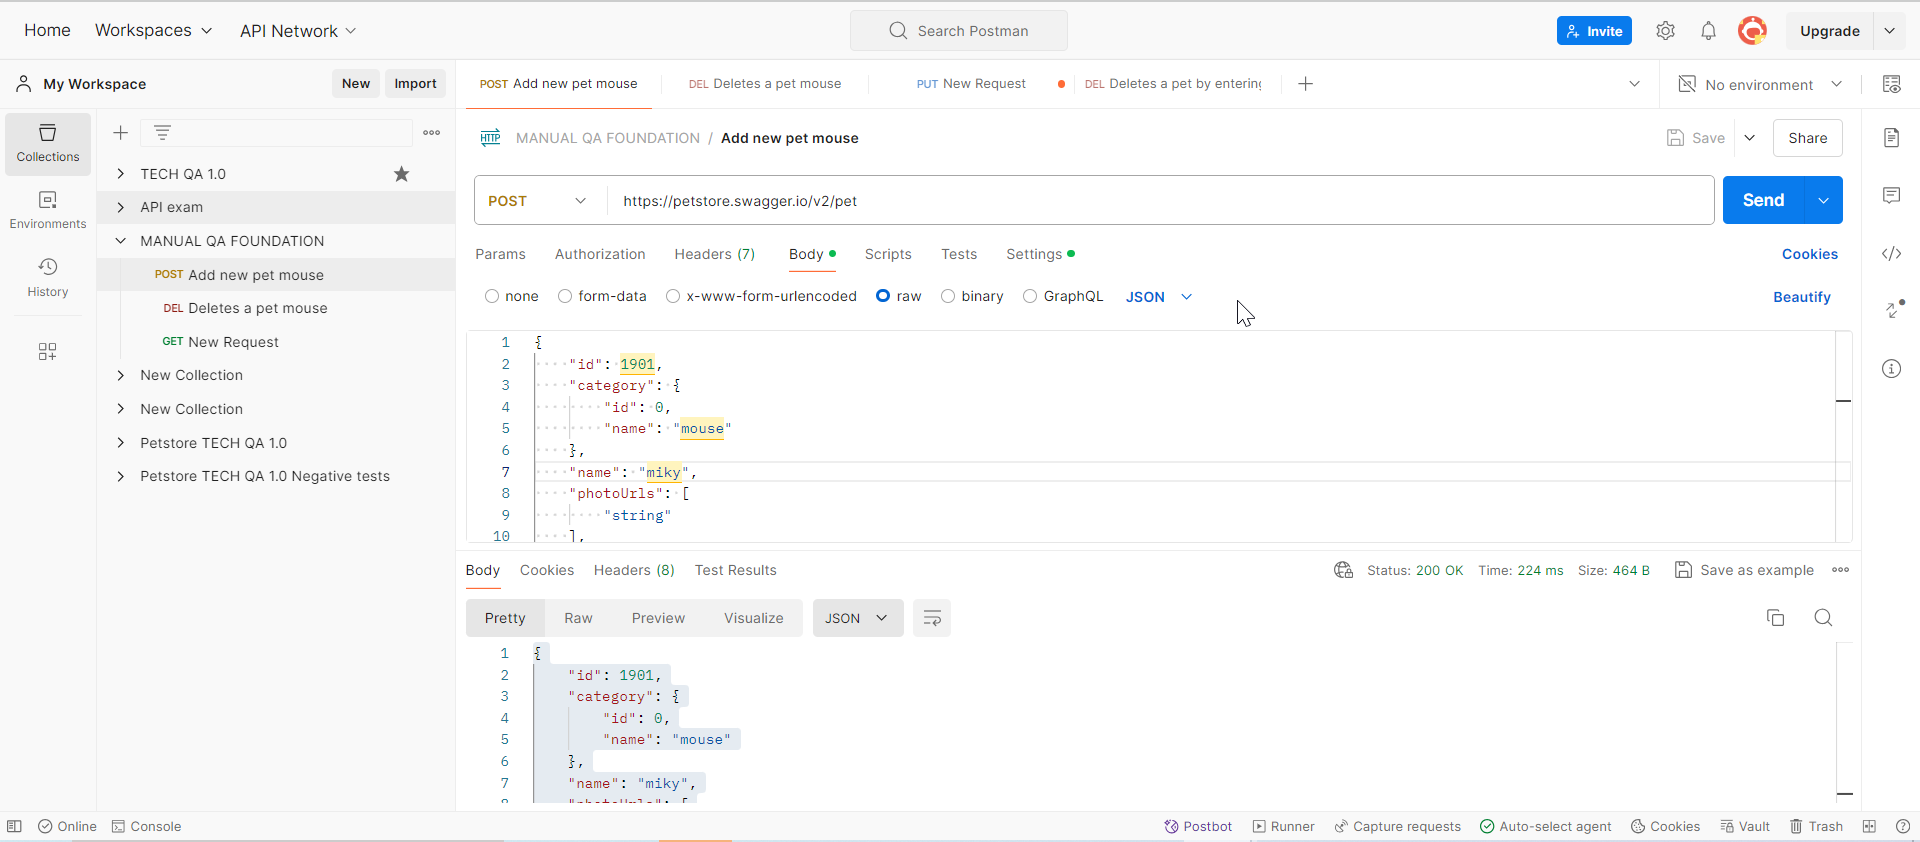 Home Workspaces API Network Search Postman Invite Upgrade
My Workspace New Import POST Add new pet mouse DEL Deletes a pet mouse PUT New Request DEL Deletes a pet by entering No environment
Collections
Environments
History
TECH QA 1.0
API exam
MANUAL QA FOUNDATION
POST Add new pet mouse
DEL Deletes a pet mouse
GET New Request
New Collection
New Collection
Petstore TECH QA 1.0
Petstore TECH QA 1.0 Negative tests
HTTP MANUAL QA FOUNDATION / Add new pet mouse Save Share
POST https://petstore.swagger.io/v2/pet Send
Params Authorization Headers (7) Body Scripts Tests Settings Cookies
none form-data x-www-form-urlencoded raw binary GraphQL JSON Beautify
1 {
2 "id": 1901,
3 "category": {
4 "id": 0,
5 "name": "mouse"
6 },
7 "name": "miky",
8 "photoUrls": [
9 "string"
10 ],
Body Cookies Headers (8) Test Results Status: 200 OK Time: 224 ms Size: 464 B Save as example
Pretty Raw Preview Visualize JSON
1 {
2 "id": 1901,
3 "category": {
4 "id": 0,
5 "name": "mouse"
6 },
7 "name": "miky",
8 "photoUrls": [
Online Console Postbot Runner Capture requests Auto-select agent Cookies Vault Trash